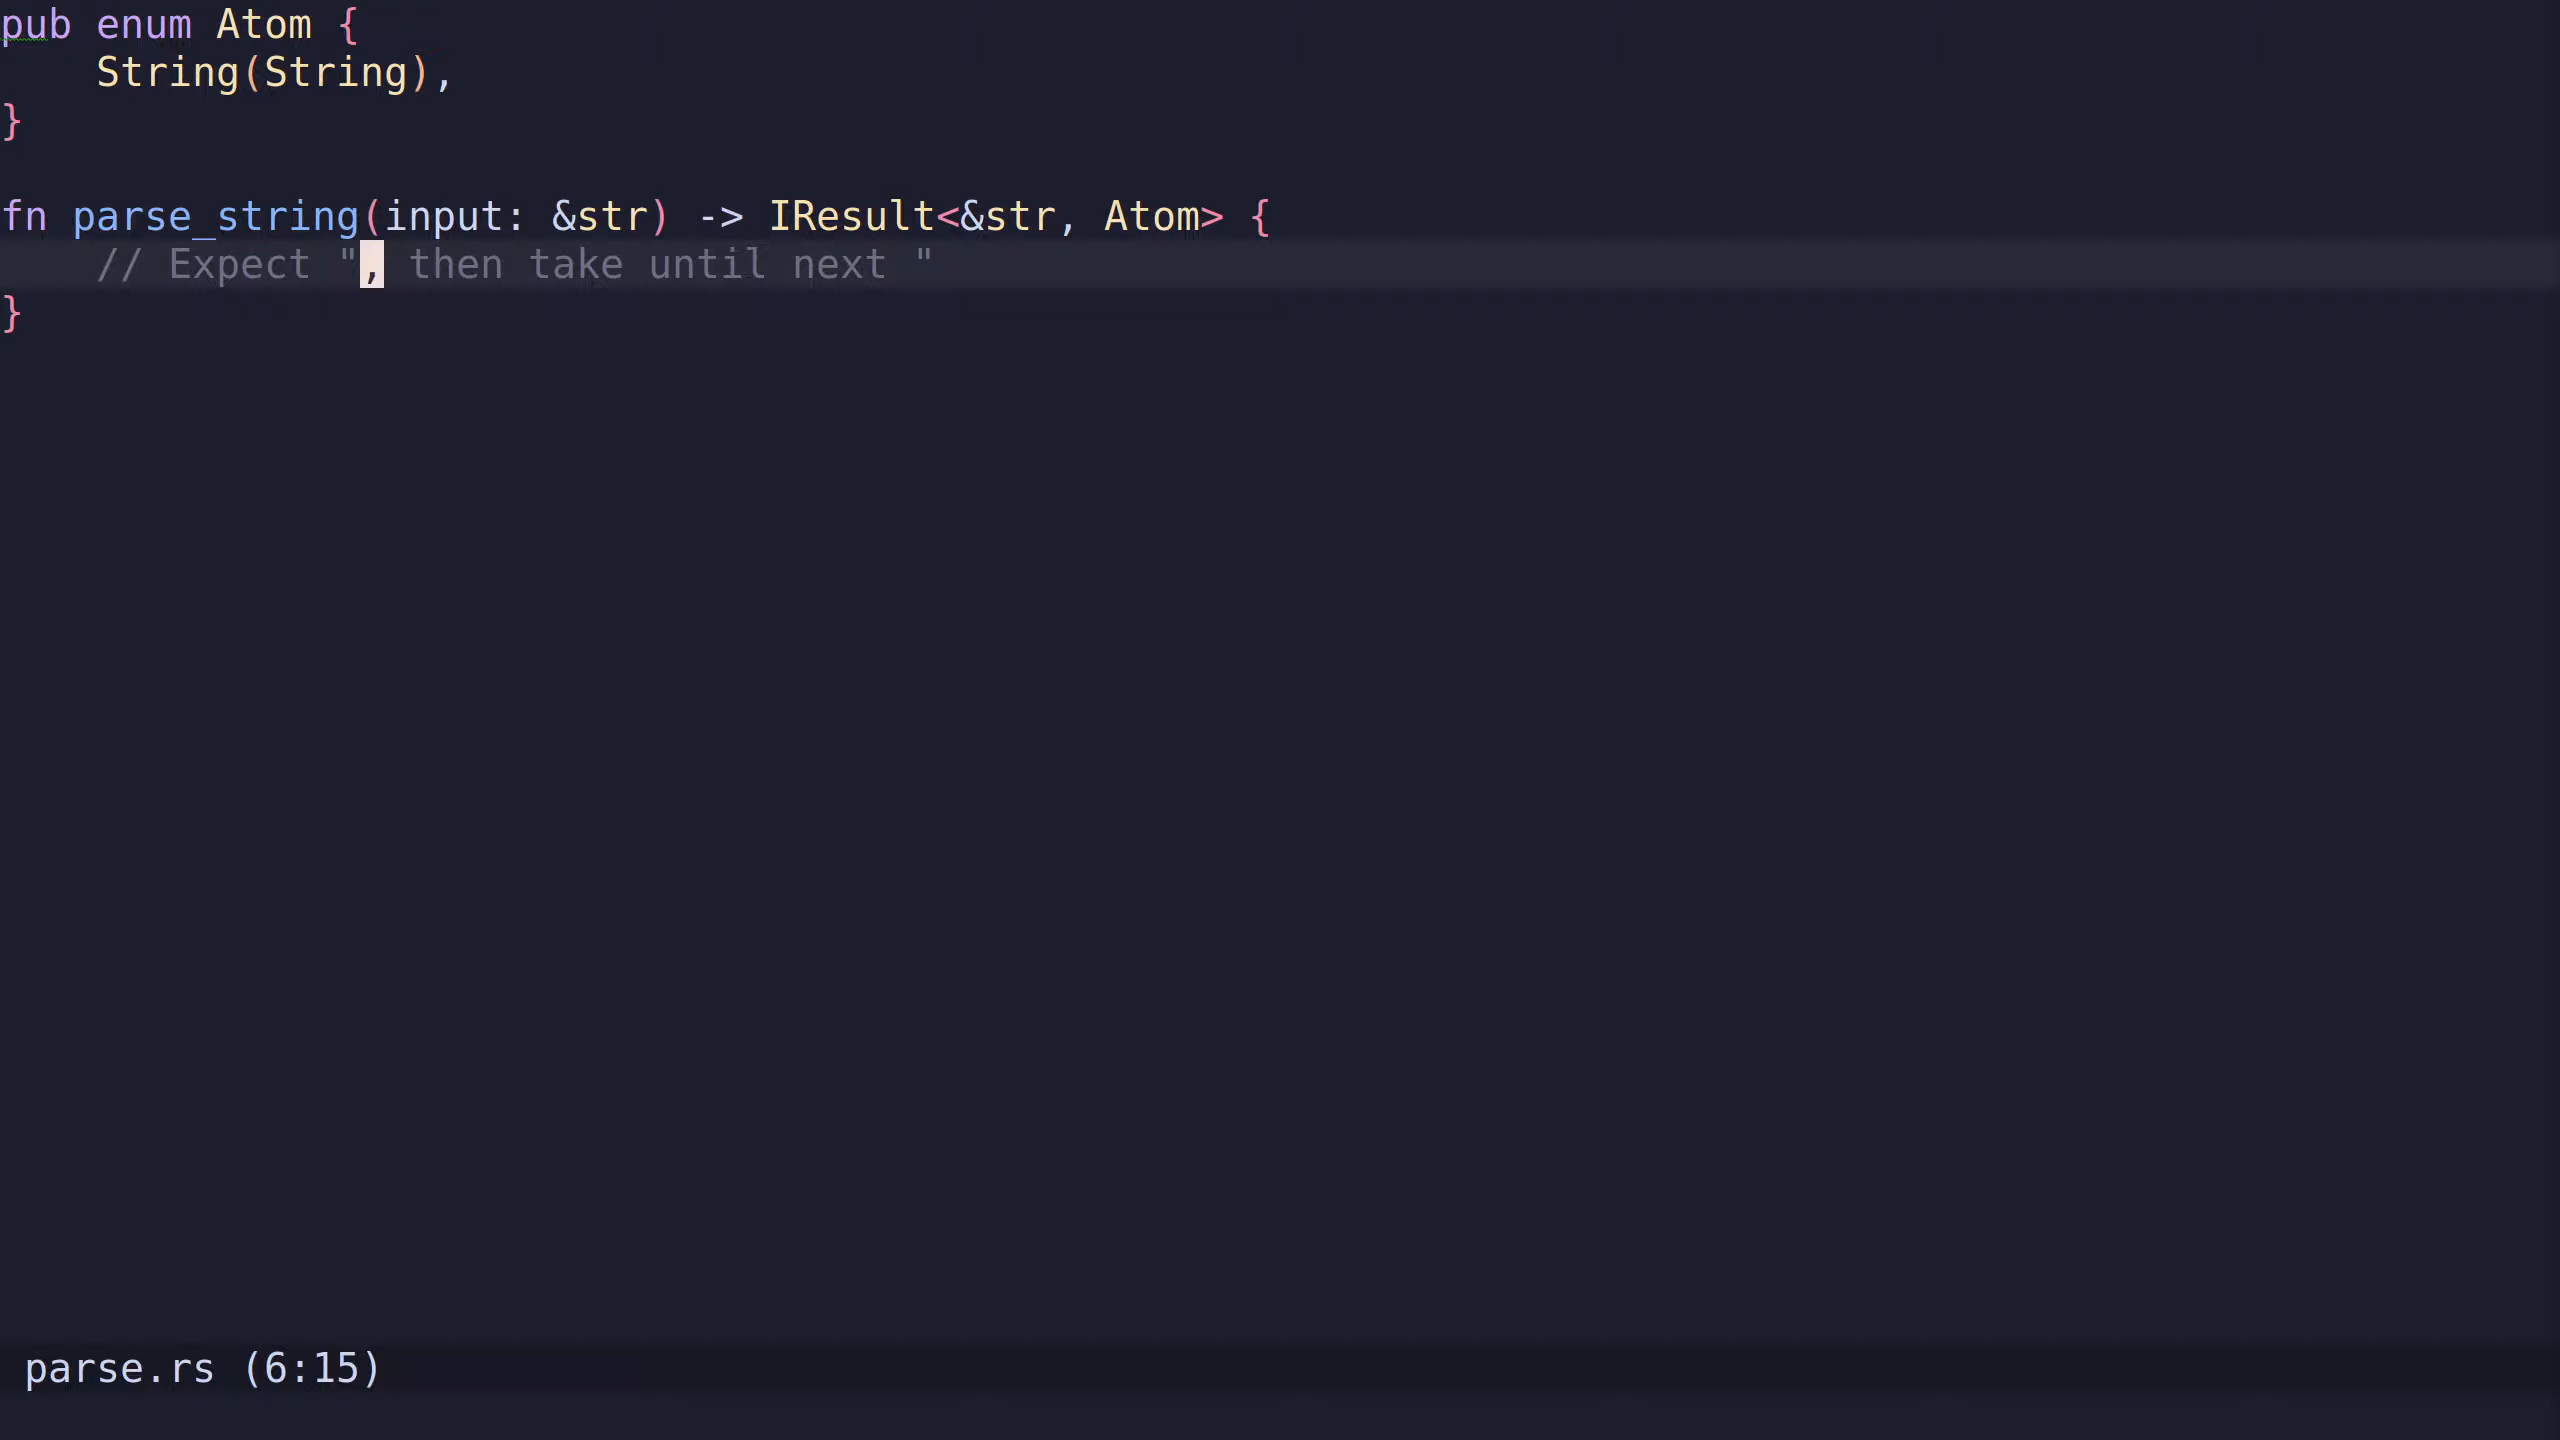 pub enum Atom {
    String(String),
}
fn parse_string(input: &str) -> IResult<&str, Atom> {
    // Expect ", then take until next "
}
parse.rs (6:15)